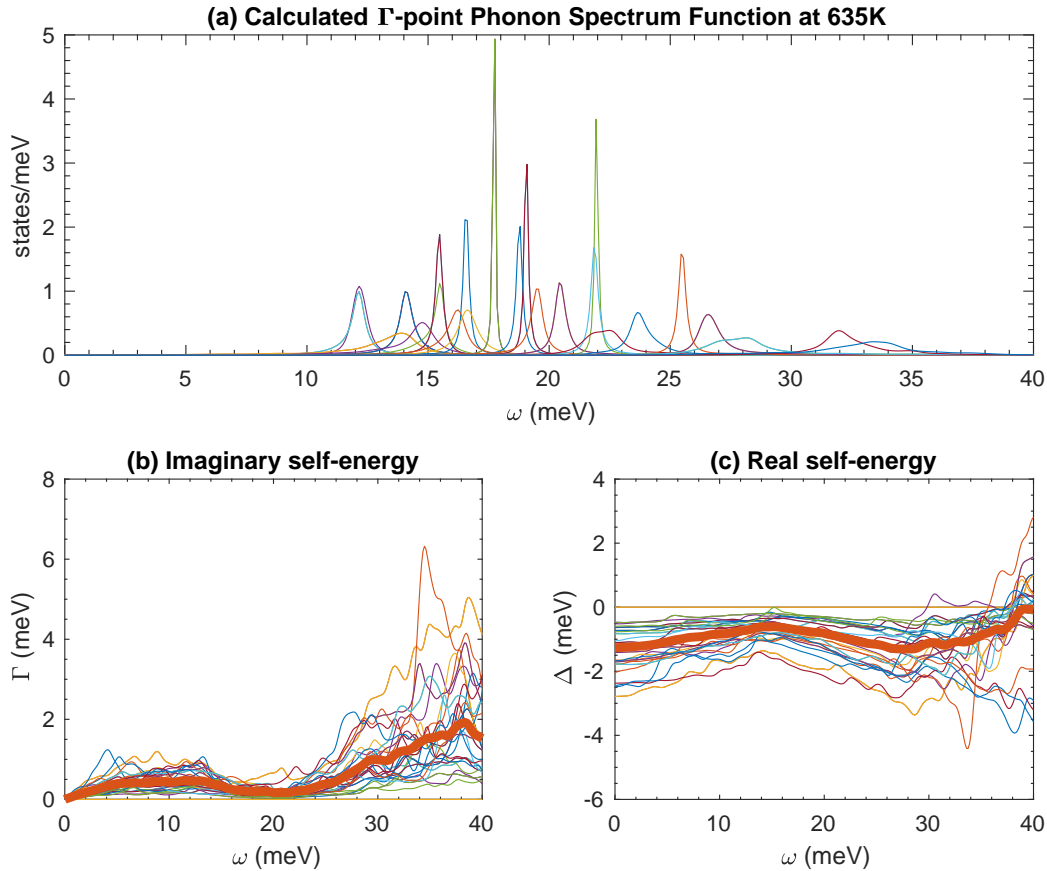 (a) Calculated Γ-point Phonon Spectrum Function at 635K
5
4
3
2
1
0
states/meV
0 5 10 15 20 25 30 35 40
ω (meV)
(b) Imaginary self-energy
8
6
4
2
0
Γ (meV)
0 10 20 30 40
ω (meV)
(c) Real self-energy
4
2
0
-2
-4
-6
Δ (meV)
0 10 20 30 40
ω (meV)